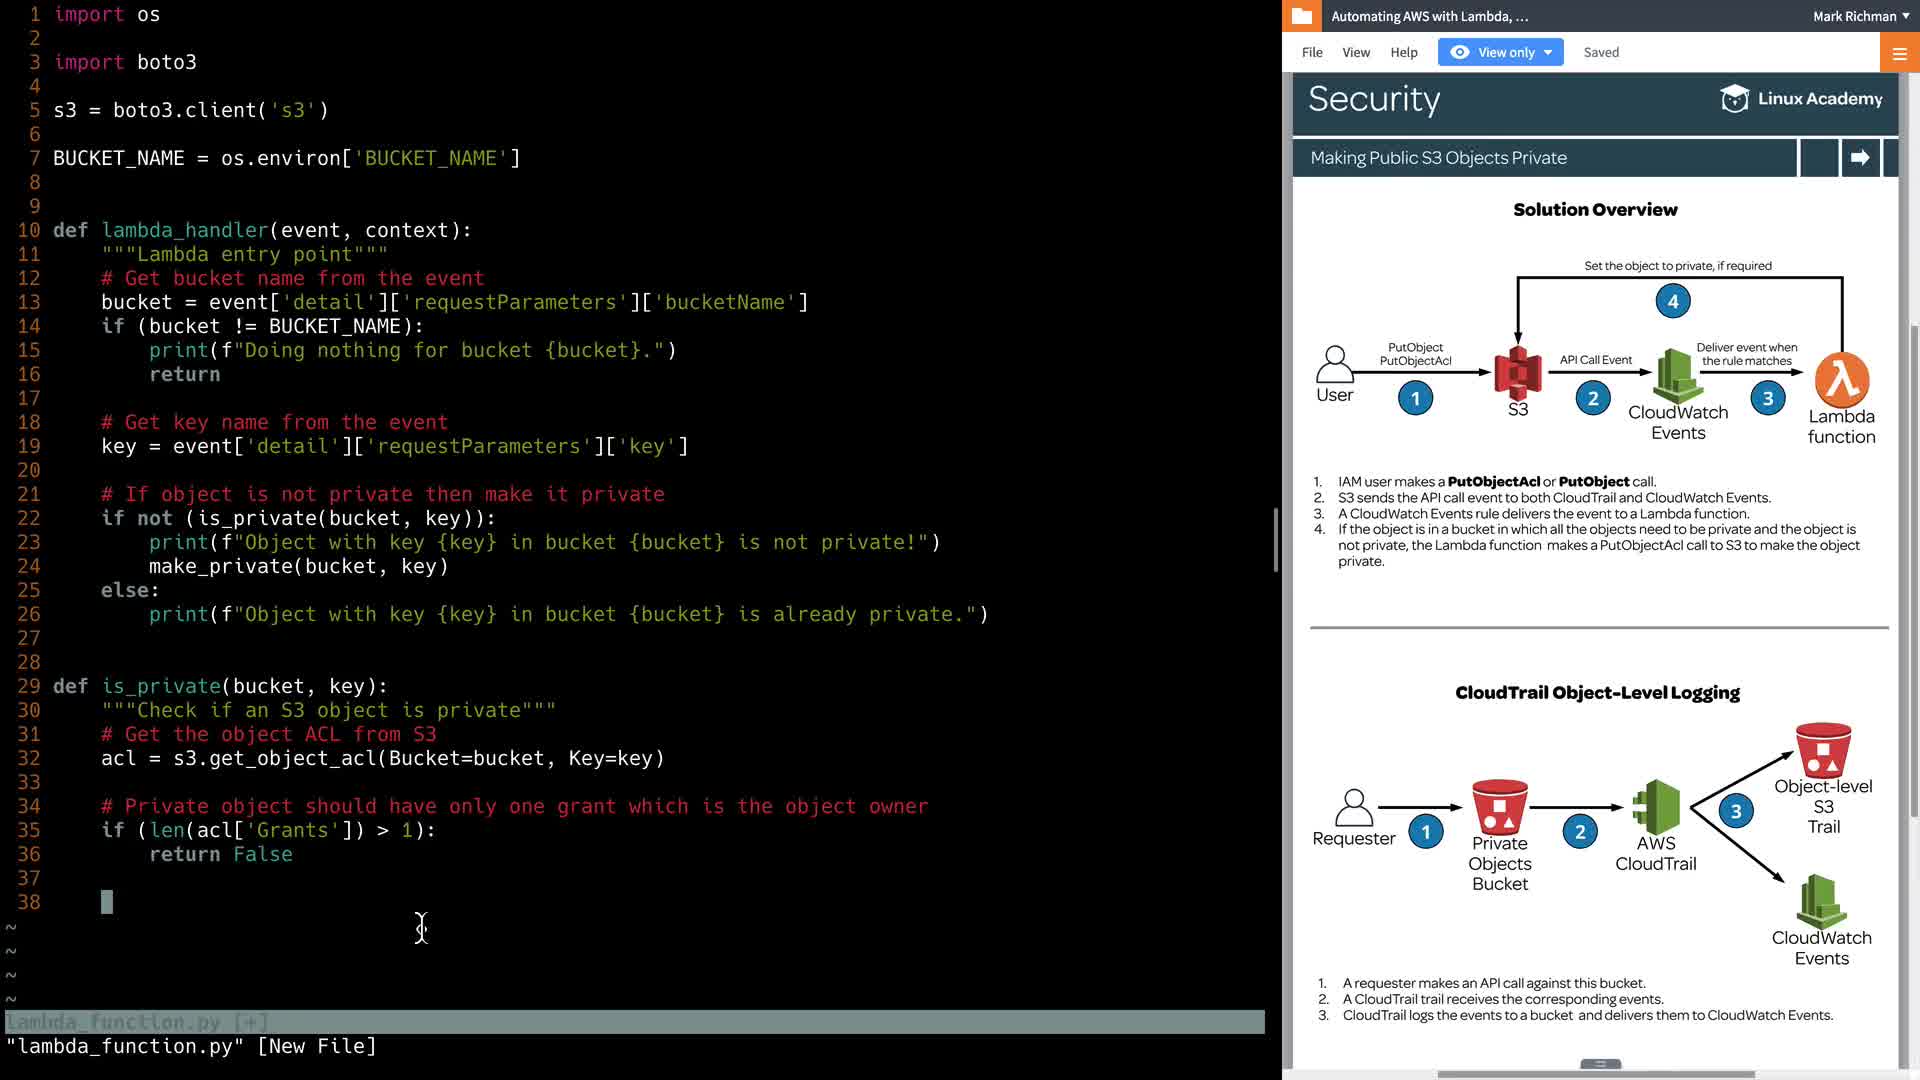 1 import os
2
3 import boto3
4
5 s3 = boto3.client('s3')
6
7 BUCKET_NAME = os.environ['BUCKET_NAME']
8
9
10 def lambda_handler(event, context):
11     """Lambda entry point"""
12     # Get bucket name from the event
13     bucket = event['detail']['requestParameters']['bucketName']
14     if (bucket != BUCKET_NAME):
15         print(f"Doing nothing for bucket {bucket}.")
16         return
17
18     # Get key name from the event
19     key = event['detail']['requestParameters']['key']
20
21     # If object is not private then make it private
22     if not (is_private(bucket, key)):
23         print(f"Object with key {key} in bucket {bucket} is not private!")
24         make_private(bucket, key)
25     else:
26         print(f"Object with key {key} in bucket {bucket} is already private.")
27
28
29 def is_private(bucket, key):
30     """Check if an S3 object is private"""
31     # Get the object ACL from S3
32     acl = s3.get_object_acl(Bucket=bucket, Key=key)
33
34     # Private object should have only one grant which is the object owner
35     if (len(acl['Grants']) > 1):
36         return False
37
38
~
~
~
~
lambda_function.py [+]
"lambda_function.py" [New File]
Automating AWS with Lambda, ...
Mark Richman
File View Help View only Saved
Security
Linux Academy
Making Public S3 Objects Private
Solution Overview
Set the object to private, if required
4
PutObject
PutObjectAcl
API Call Event
Deliver event when
the rule matches
User
1
S3
2
CloudWatch
Events
3
Lambda
function
1. IAM user makes a PutObjectAcl or PutObject call.
2. S3 sends the API call event to both CloudTrail and CloudWatch Events.
3. A CloudWatch Events rule delivers the event to a Lambda function.
4. If the object is in a bucket in which all the objects need to be private and the object is
not private, the Lambda function makes a PutObjectAcl call to S3 to make the object
private.
CloudTrail Object-Level Logging
Requester
1
Private
Objects
Bucket
2
AWS
CloudTrail
3
Object-level
S3
Trail
CloudWatch
Events
1. A requester makes an API call against this bucket.
2. A CloudTrail trail receives the corresponding events.
3. CloudTrail logs the events to a bucket and delivers them to CloudWatch Events.